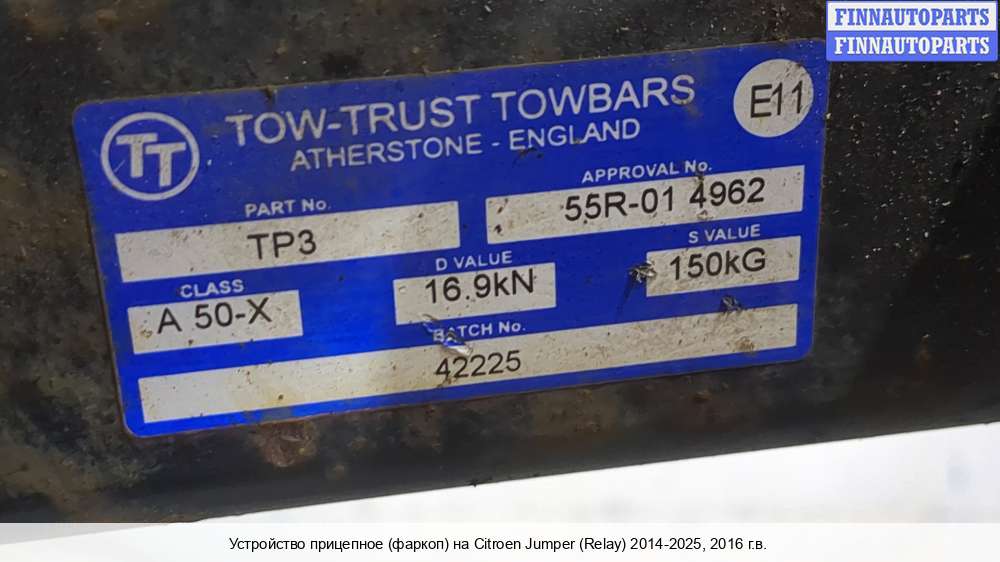 FINNAUTOPARTS
FINNAUTOPARTS
TT
TOW-TRUST TOWBARS
ATHERSTONE - ENGLAND
E11
PART No.
TP3
APPROVAL No.
55R-01 4962
CLASS
A 50-X
D VALUE
16.9kN
S VALUE
150kG
BATCH No.
42225
Устройство прицепное (фаркоп) на Citroen Jumper (Relay) 2014-2025, 2016 г.в.